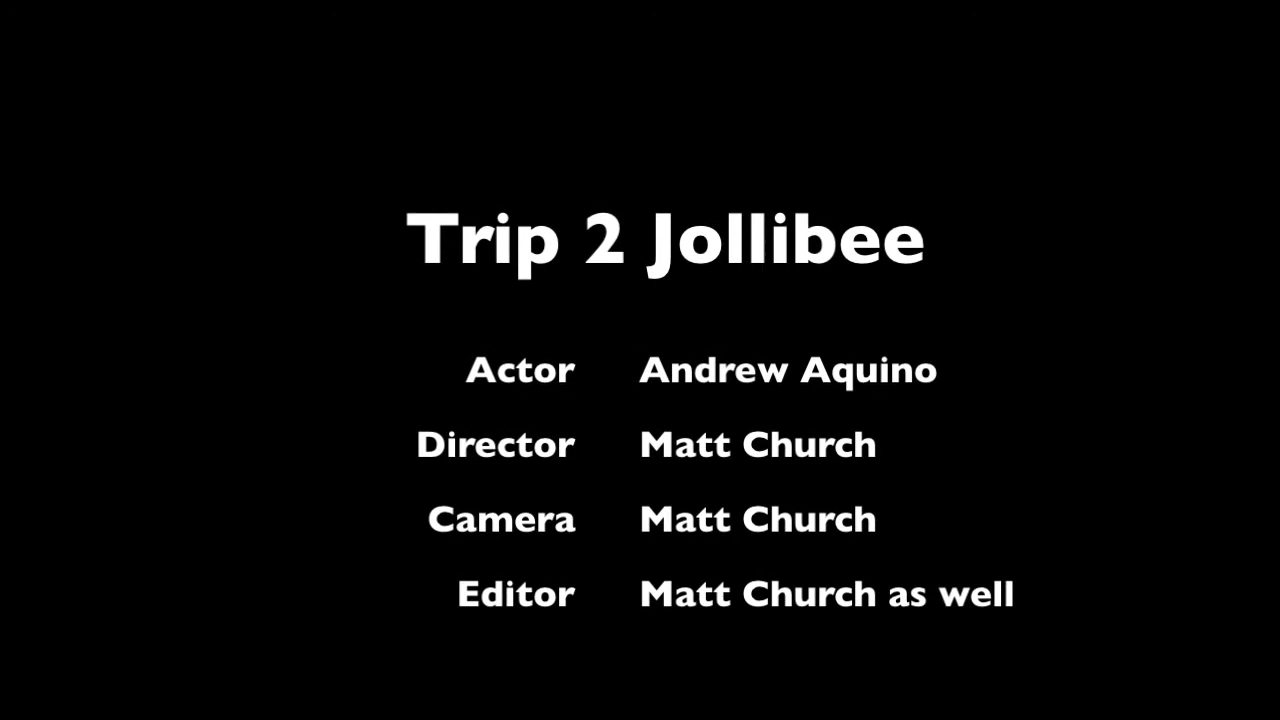 Trip 2 Jollibee
Actor Andrew Aquino
Director Matt Church
Camera Matt Church
Editor Matt Church as well